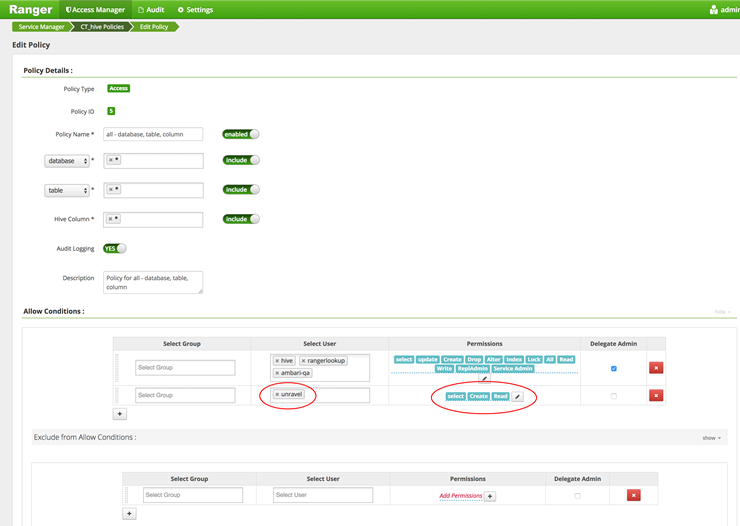 Ranger Access Manager Audit Settings admin
Service Manager CT_hive Policies Edit Policy
Edit Policy
Policy Details :
Policy Type Access
Policy ID 5
Policy Name * all - database, table, column enabled
database * × * include
table * × * include
Hive Column * × * include
Audit Logging YES
Description Policy for all - database, table,
column
Allow Conditions : hide
Select Group Select User Permissions Delegate Admin
Select Group × hive × rangerlookup × ambari-qa select update Create Drop Alter Index Luck All Read
Write ReplAdmin Service Admin
Select Group × unravel select Create Read
+
Exclude from Allow Conditions : show
Select Group Select User Permissions Delegate Admin
Select Group Select User Add Permissions +
+